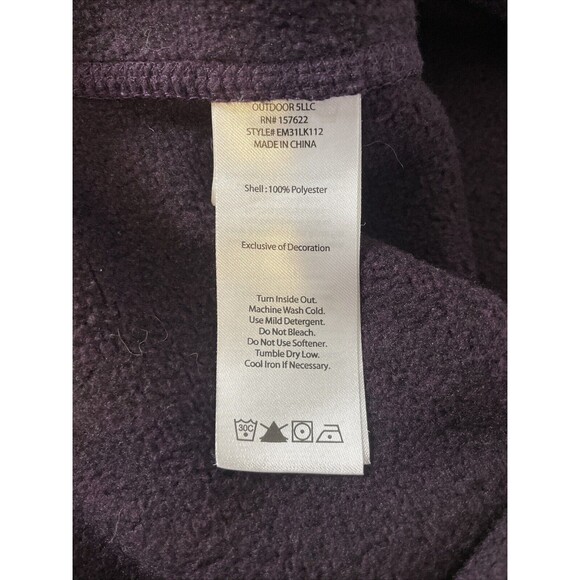 OUTDOOR 5LLC
RN# 157622
STYLE# EM31LK112
MADE IN CHINA
Shell : 100% Polyester
Exclusive of Decoration
Turn Inside Out.
Machine Wash Cold.
Use Mild Detergent.
Do Not Bleach.
Do Not Use Softener.
Tumble Dry Low.
Cool Iron If Necessary.
30C